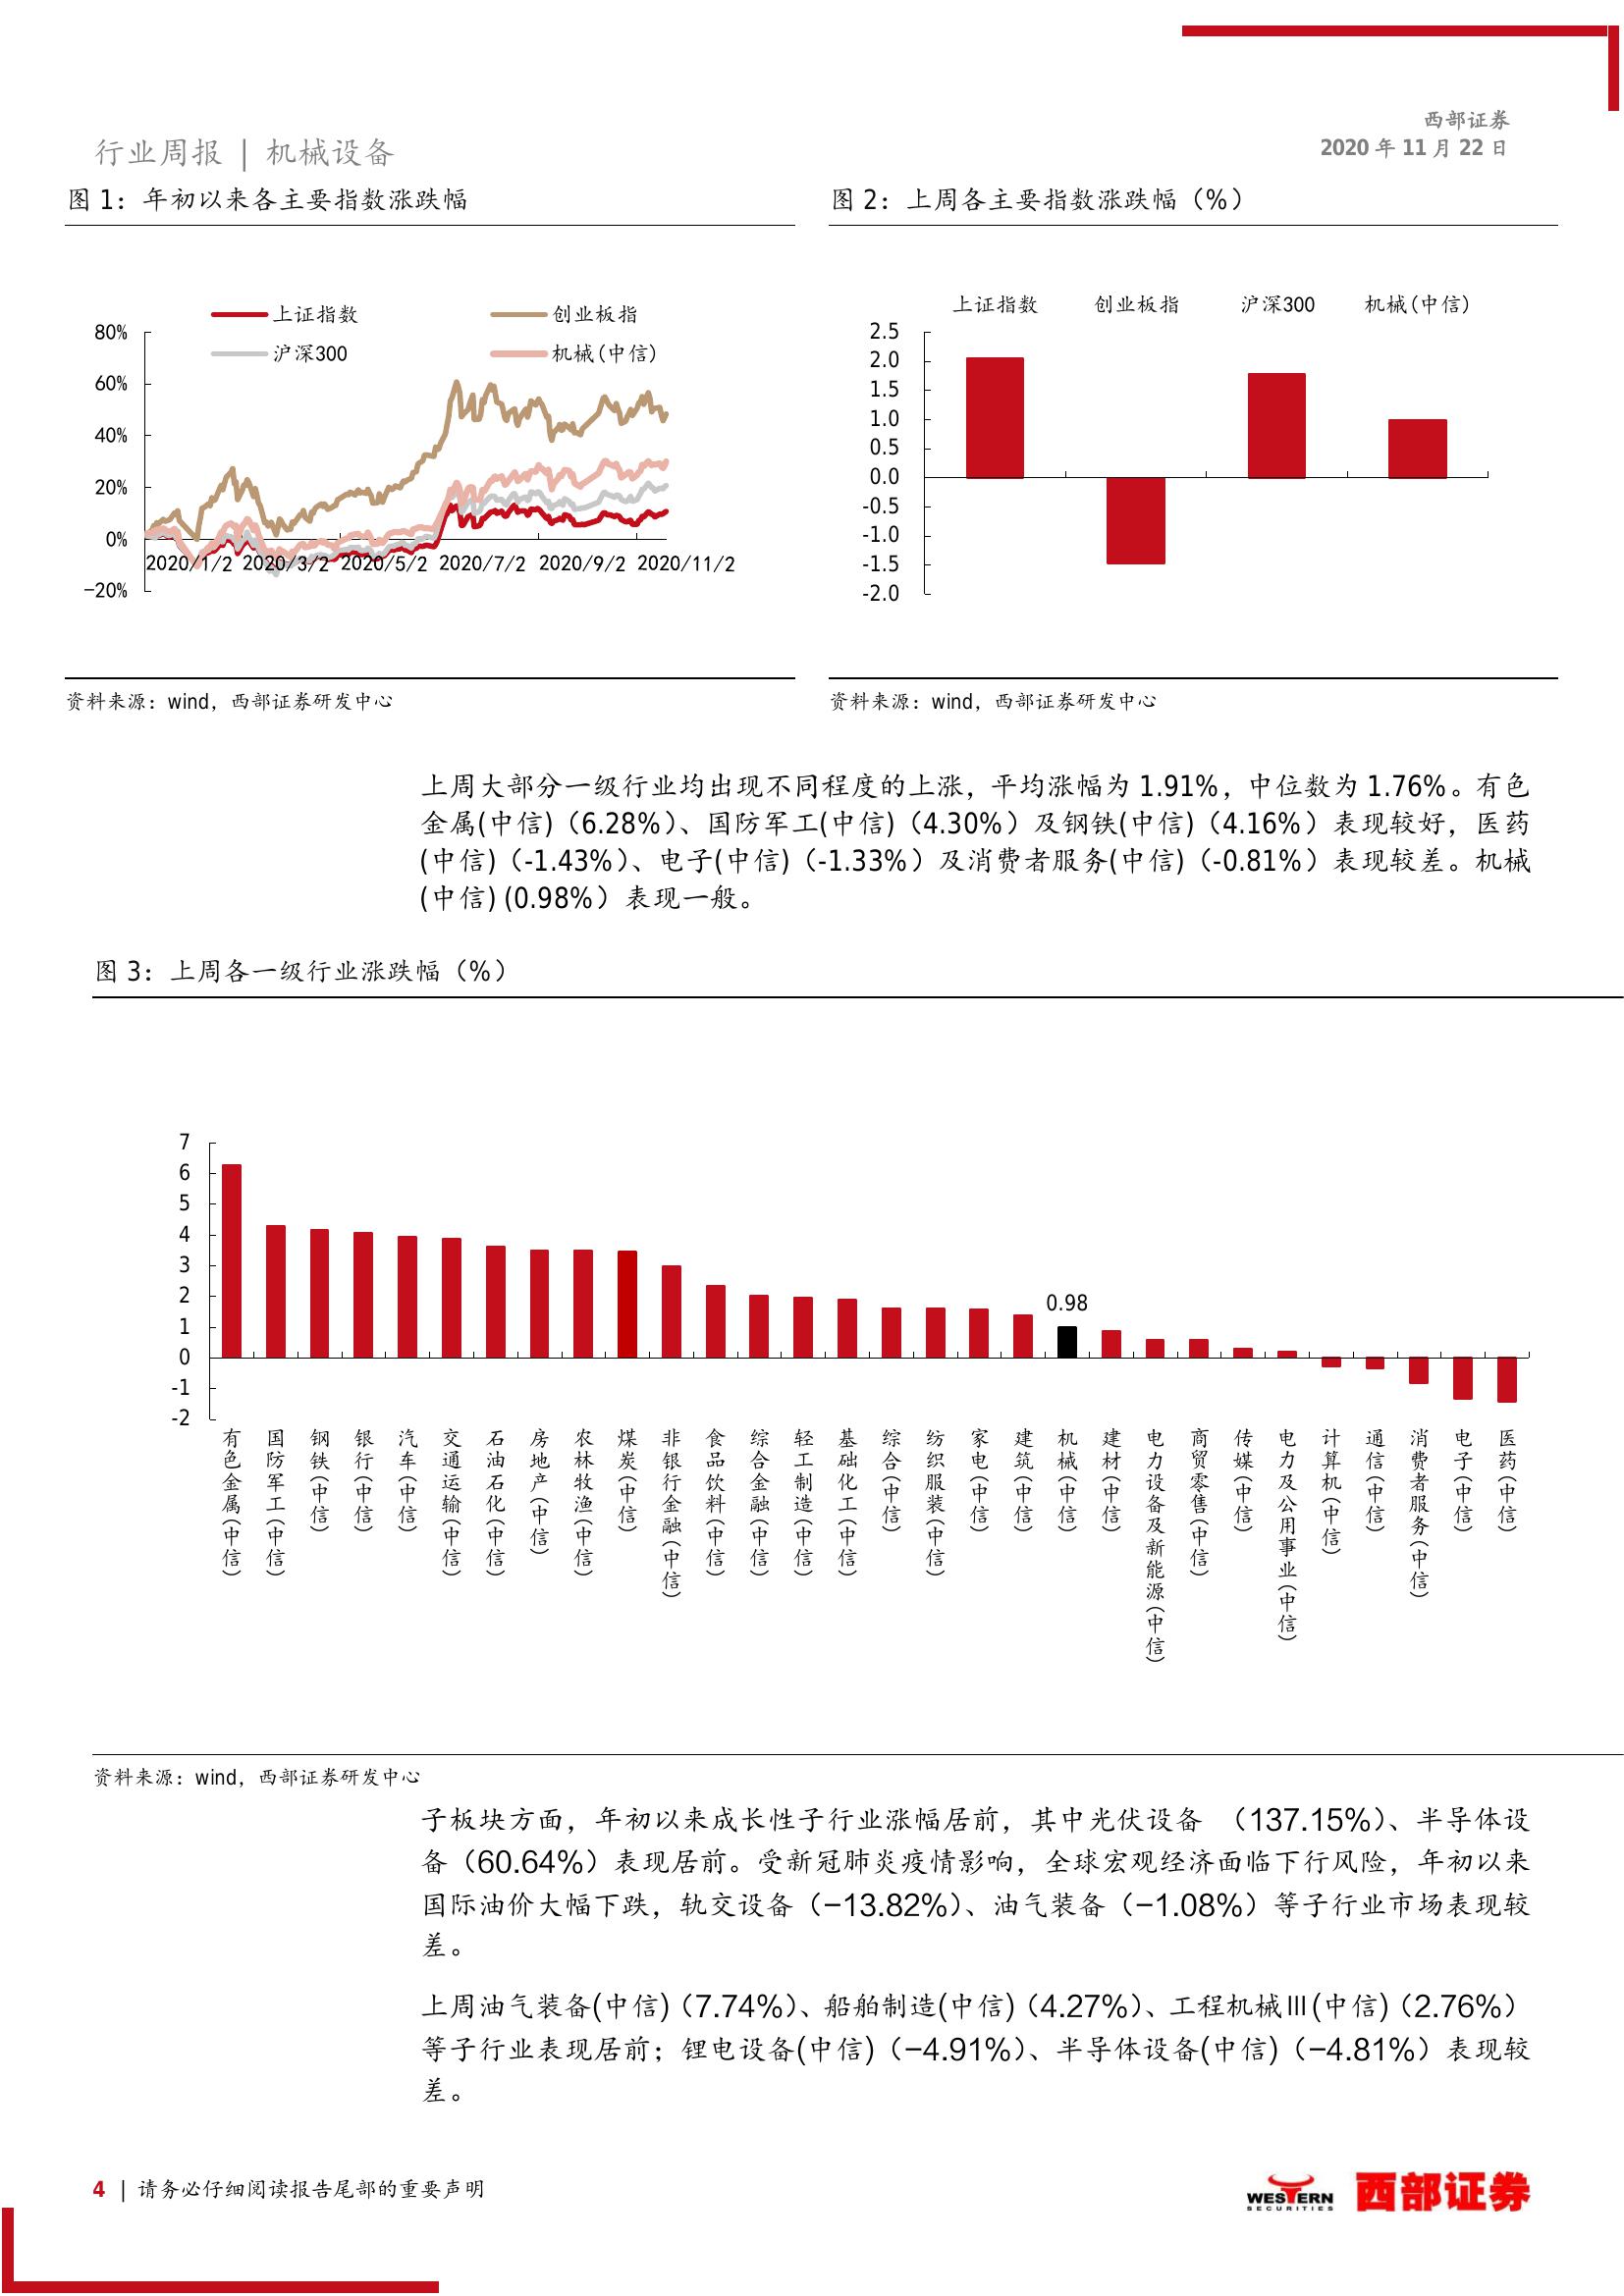 西部证券
2020 年 11 月 22 日
行业周报 | 机械设备
图 1：年初以来各主要指数涨跌幅
上证指数
创业板指
沪深300
机械(中信)
80%
60%
40%
20%
0%
-20%
2020/1/2 2020/3/2 2020/5/2 2020/7/2 2020/9/2 2020/11/2
资料来源：wind，西部证券研发中心
图 2：上周各主要指数涨跌幅（%）
上证指数 创业板指 沪深300 机械(中信)
2.5
2.0
1.5
1.0
0.5
0.0
-0.5
-1.0
-1.5
-2.0
资料来源：wind，西部证券研发中心
上周大部分一级行业均出现不同程度的上涨，平均涨幅为 1.91%，中位数为 1.76%。有色
金属(中信)（6.28%）、国防军工(中信)（4.30%）及钢铁(中信)（4.16%）表现较好，医药
(中信)（-1.43%）、电子(中信)（-1.33%）及消费者服务(中信)（-0.81%）表现较差。机械
(中信) (0.98%）表现一般。
图 3：上周各一级行业涨跌幅（%）
7
6
5
4
3
2
1
0
-1
-2
0.98
有色金属(中信)
国防军工(中信)
钢铁(中信)
银行(中信)
汽车(中信)
交通运输(中信)
石油石化(中信)
房地产(中信)
农林牧渔(中信)
煤炭(中信)
非银行金融(中信)
食品饮料(中信)
综合金融(中信)
轻工制造(中信)
基础化工(中信)
综合(中信)
纺织服装(中信)
家电(中信)
建筑(中信)
机械(中信)
建材(中信)
电力设备及新能源(中信)
商贸零售(中信)
传媒(中信)
电力及公用事业(中信)
计算机(中信)
通信(中信)
消费者服务(中信)
电子(中信)
医药(中信)
资料来源：wind，西部证券研发中心
子板块方面，年初以来成长性子行业涨幅居前，其中光伏设备 （137.15%）、半导体设
备（60.64%）表现居前。受新冠肺炎疫情影响，全球宏观经济面临下行风险，年初以来
国际油价大幅下跌，轨交设备（-13.82%）、油气装备（-1.08%）等子行业市场表现较
差。
上周油气装备(中信)（7.74%）、船舶制造(中信)（4.27%）、工程机械Ⅲ(中信)（2.76%）
等子行业表现居前；锂电设备(中信)（-4.91%）、半导体设备(中信)（-4.81%）表现较
差。
4 | 请务必仔细阅读报告尾部的重要声明
WESTERN
SECURITIES
西部证券